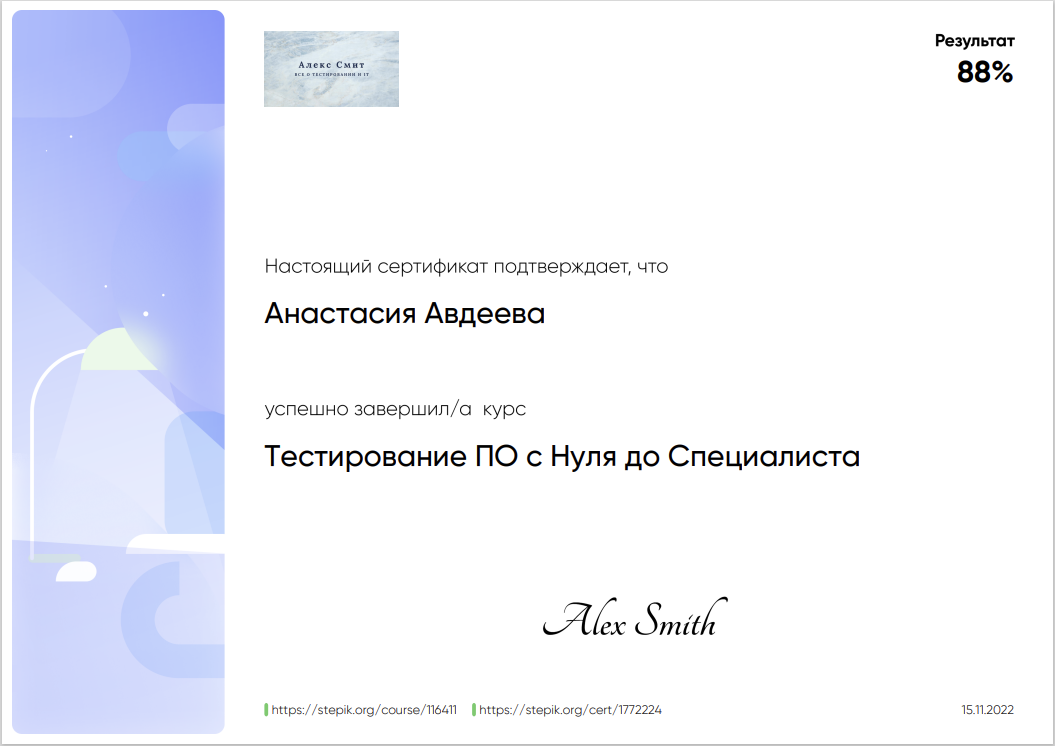 Алекс Смит
ВСЕ О ТЕСТИРОВАНИИ И IT
Результат
88%
Настоящий сертификат подтверждает, что
Анастасия Авдеева
успешно завершил/а курс
Тестирование ПО с Нуля до Специалиста
Alex Smith
https://stepik.org/course/116411 https://stepik.org/cert/1772224 15.11.2022